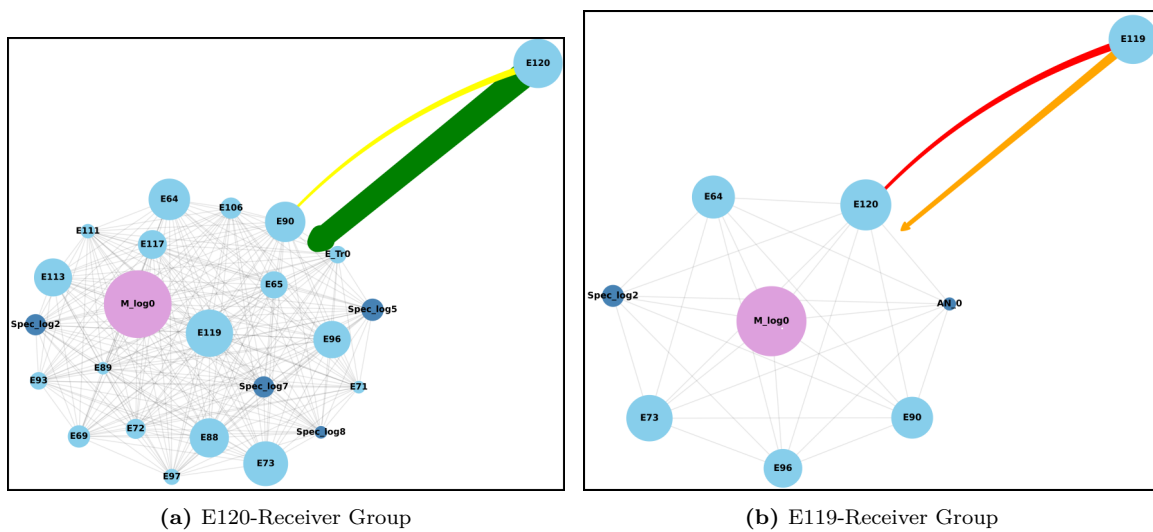 E120
E64
E106
E90
E111
E117
E_Tr0
E113
E65
M_log0
Spec_log5
Spec_log2
E119
E96
E89
E93
Spec_log7
E71
E72
E69
E88
Spec_log8
E73
E97
(a) E120-Receiver Group
E119
E64
E120
Spec_log2
AN_0
M_log0
E73
E90
E96
(b) E119-Receiver Group